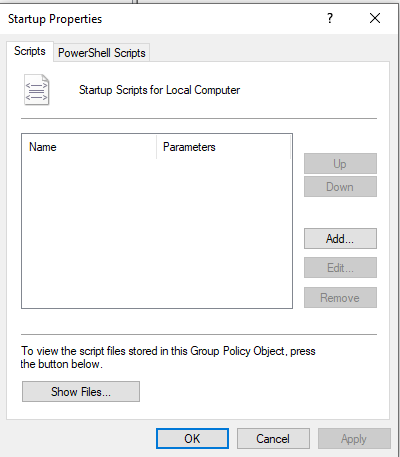 Startup Properties
Scripts
PowerShell Scripts
Startup Scripts for Local Computer
Name
Parameters
Up
Down
Add...
Edit...
Remove
To view the script files stored in this Group Policy Object, press
the button below.
Show Files...
OK
Cancel
Apply